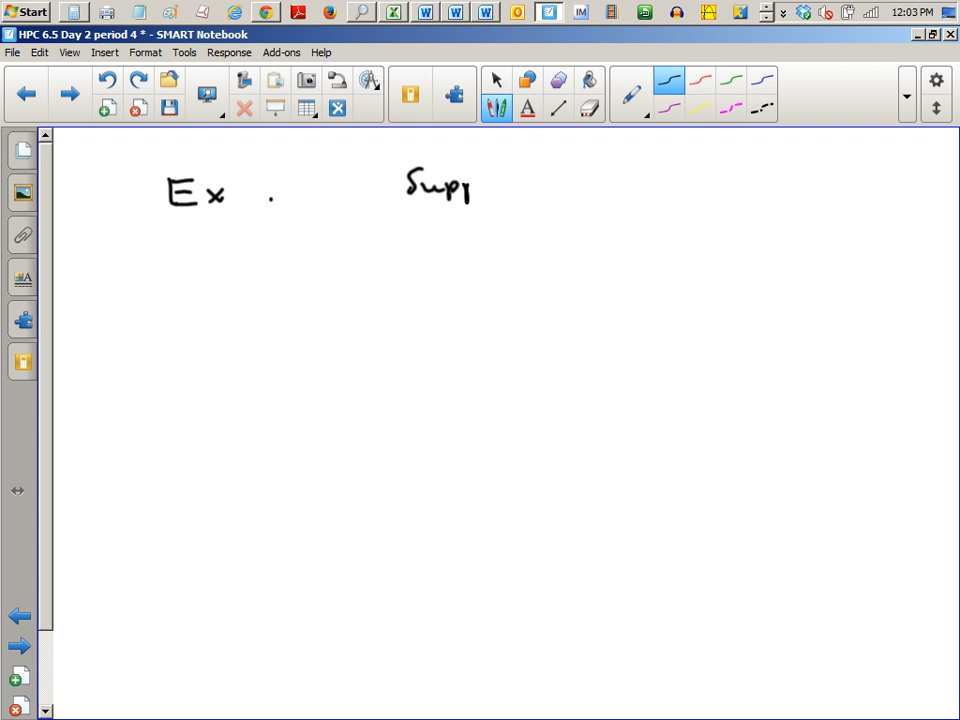 Start
12:03 PM
HPC 6.5 Day 2 period 4 * - SMART Notebook
File Edit View Insert Format Tools Response Add-ons Help
Ex . Supp